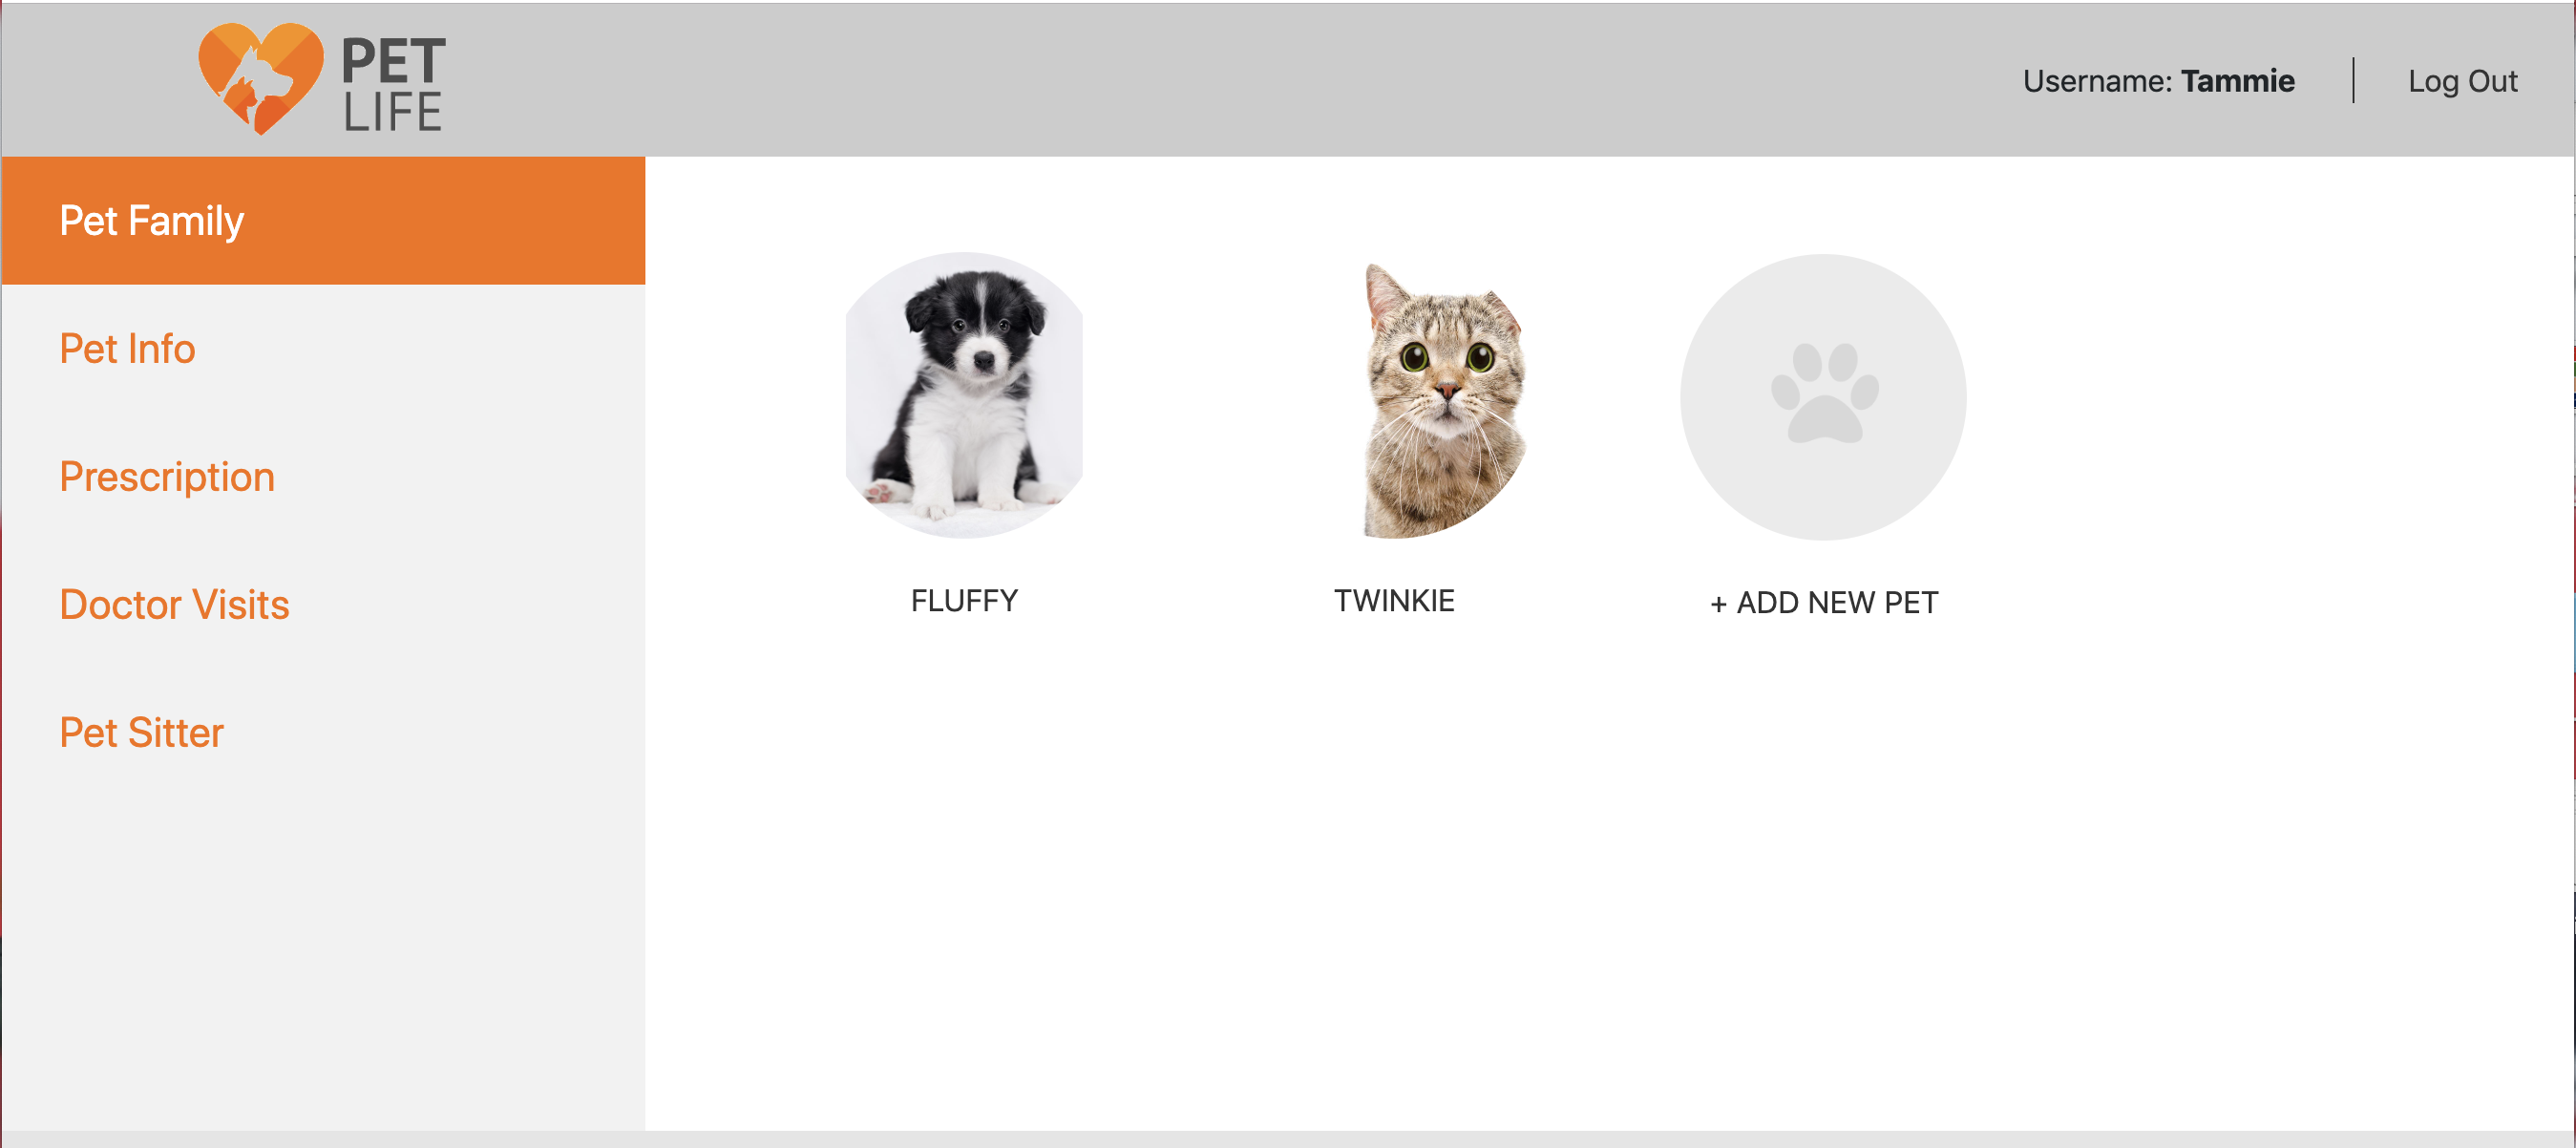 PET
LIFE
Username: Tammie
Log Out
Pet Family
Pet Info
Prescription
Doctor Visits
Pet Sitter
FLUFFY
TWINKIE
+ ADD NEW PET